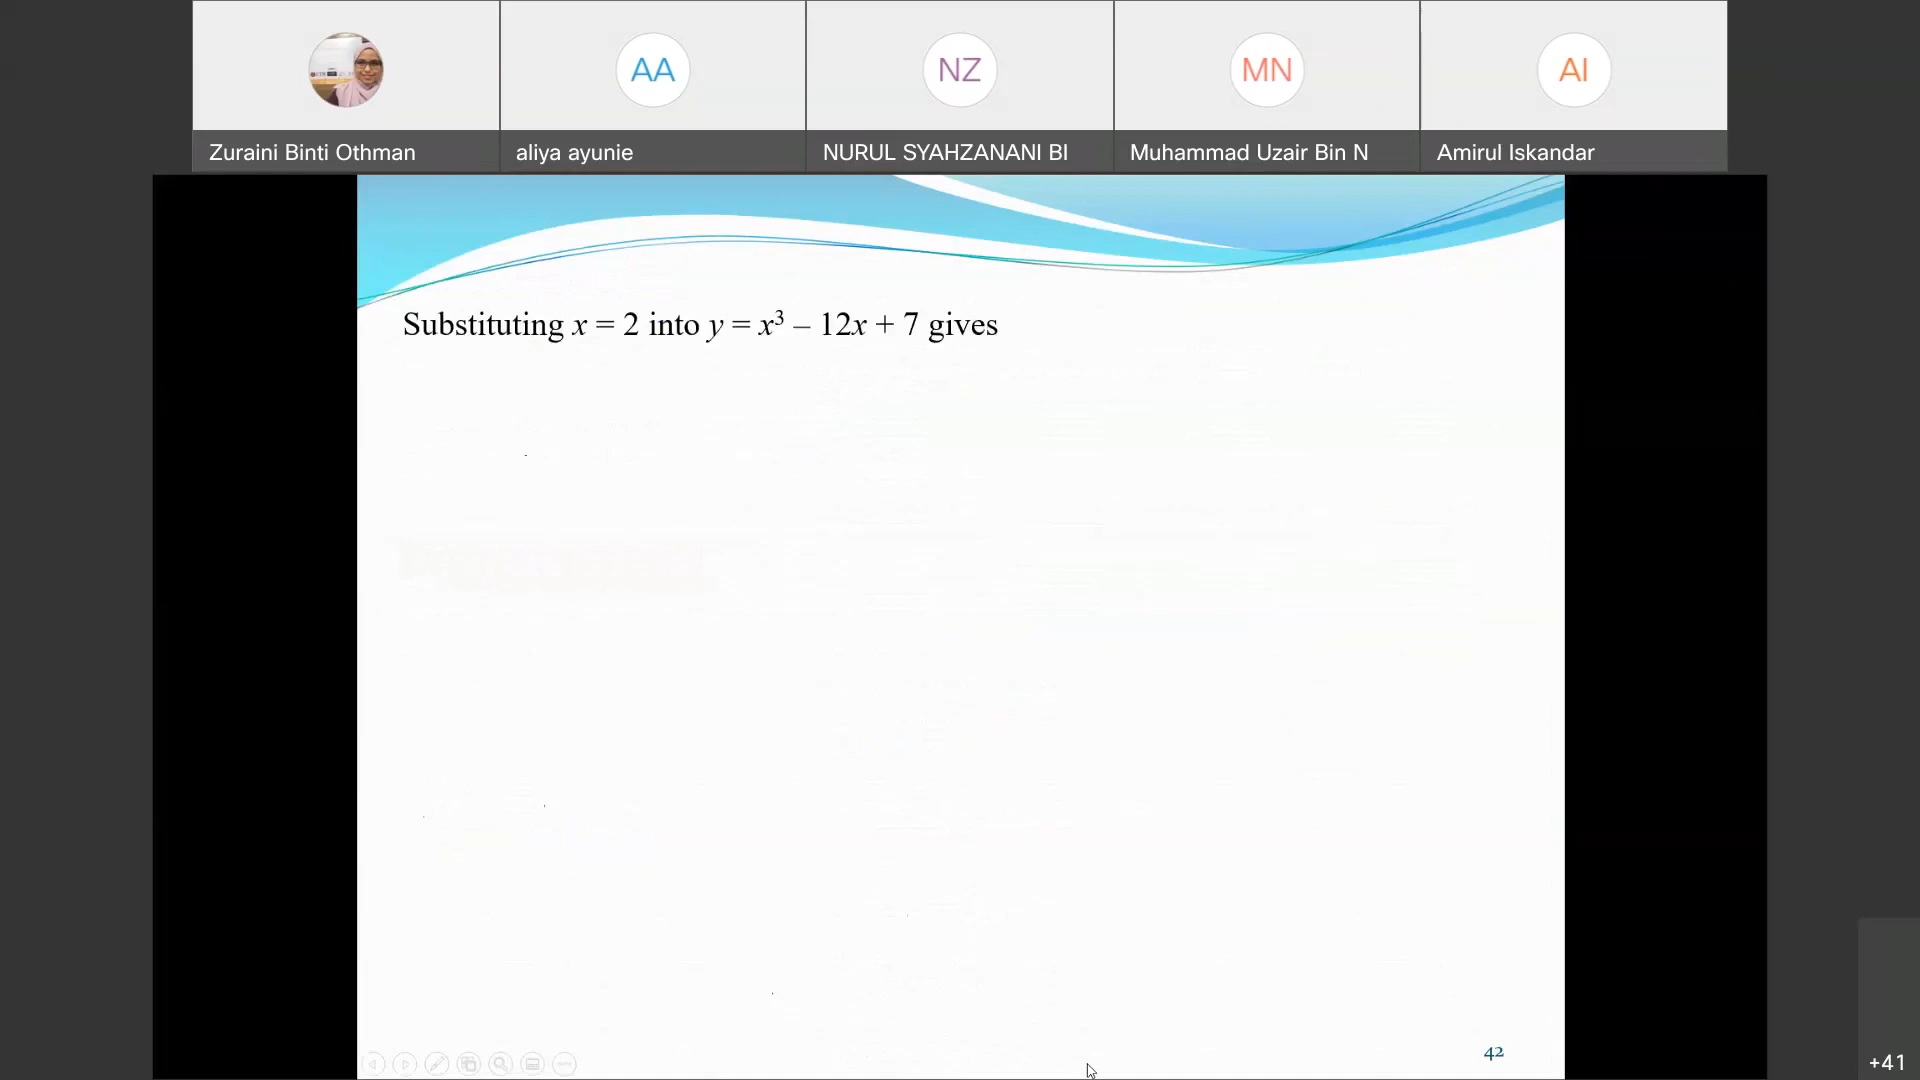 AA
NZ
MN
AI
Zuraini Binti Othman
aliya ayunie
NURUL SYAHZANANI BI
Muhammad Uzair Bin N
Amirul Iskandar
Substituting x = 2 into y = x³ – 12x + 7 gives
42
+41